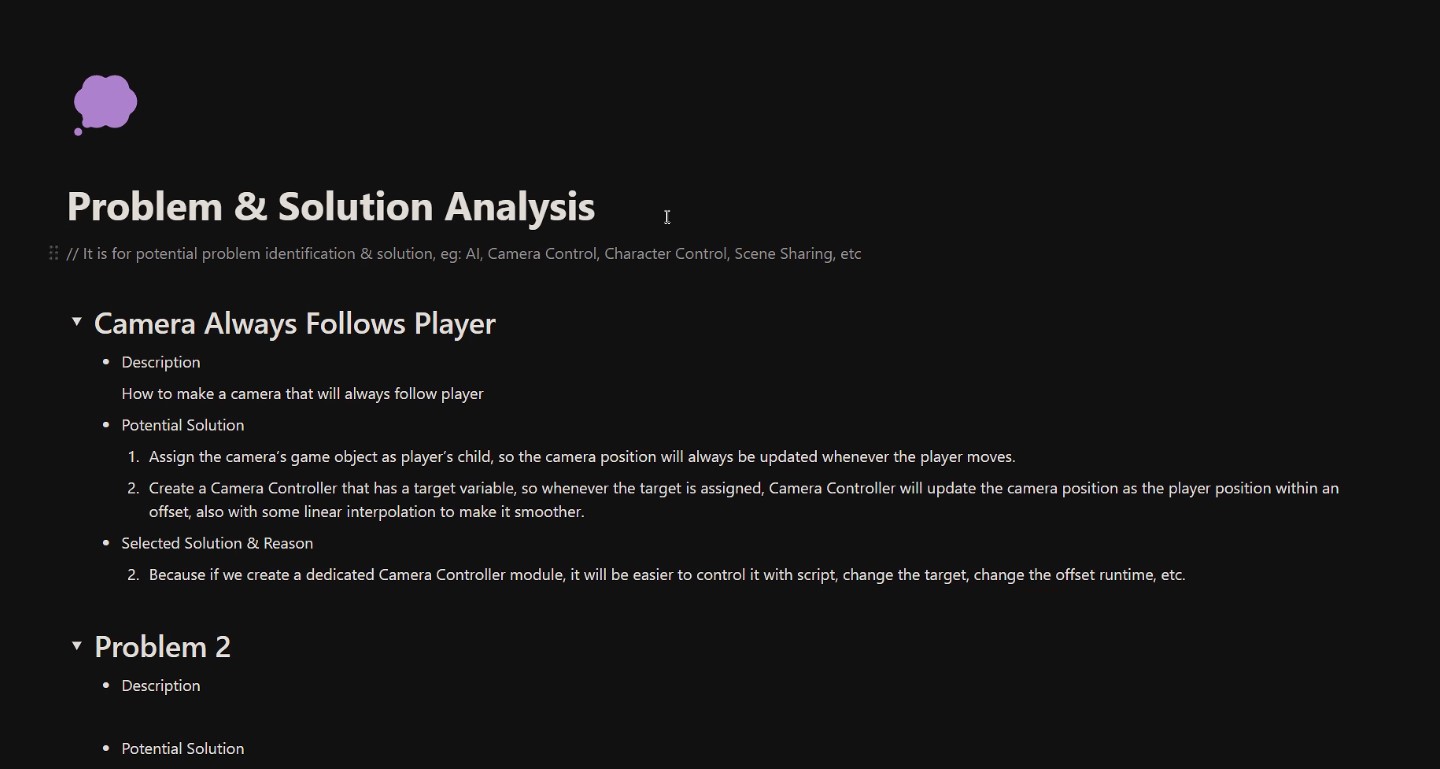 Problem & Solution Analysis
// It is for potential problem identification & solution, eg: AI, Camera Control, Character Control, Scene Sharing, etc
Camera Always Follows Player
• Description
How to make a camera that will always follow player
• Potential Solution
1. Assign the camera's game object as player's child, so the camera position will always be updated whenever the player moves.
2. Create a Camera Controller that has a target variable, so whenever the target is assigned, Camera Controller will update the camera position as the player position within an
offset, also with some linear interpolation to make it smoother.
• Selected Solution & Reason
2. Because if we create a dedicated Camera Controller module, it will be easier to control it with script, change the target, change the offset runtime, etc.
Problem 2
• Description
• Potential Solution